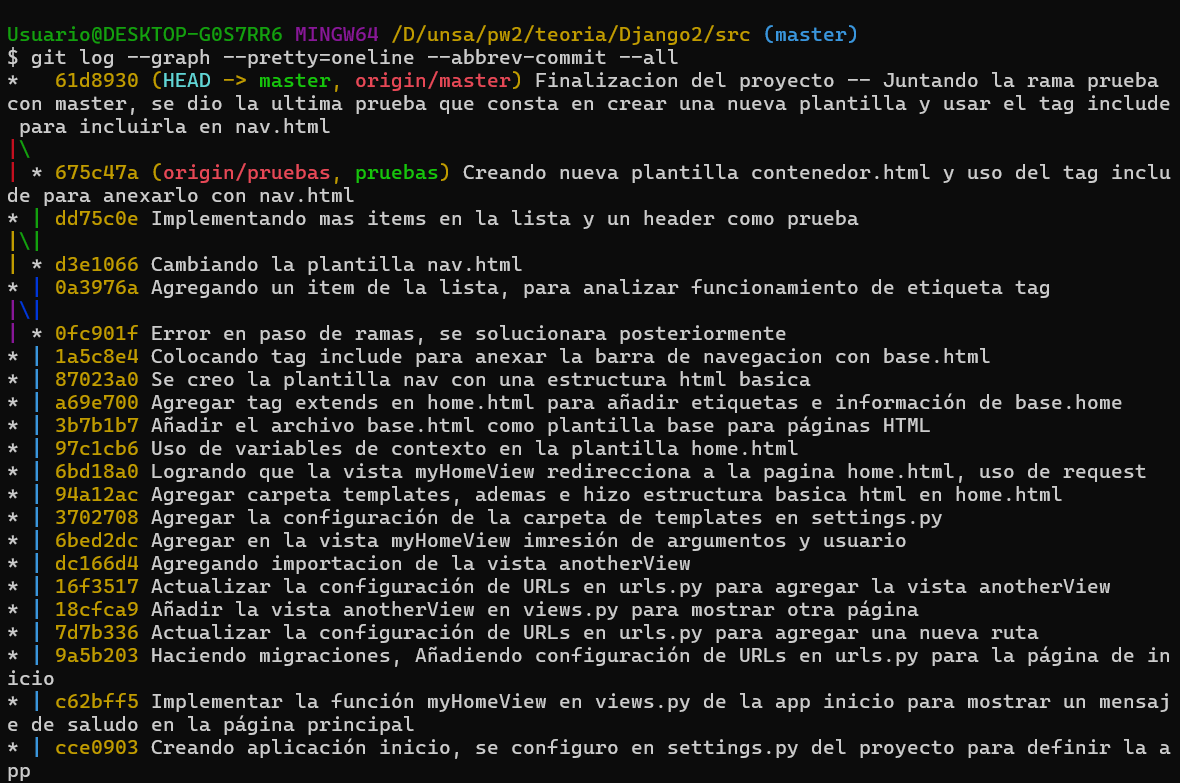 Usuario@DESKTOP-G0S7RR6 MINGW64 /D/unsa/pw2/teoria/Django2/src (master)
$ git log --graph --pretty=oneline --abbrev-commit --all
*   61d8930 (HEAD -> master, origin/master) Finalizacion del proyecto -- Juntando la rama prueba
con master, se dio la ultima prueba que consta en crear una nueva plantilla y usar el tag include
 para incluirla en nav.html
|\
| * 675c47a (origin/pruebas, pruebas) Creando nueva plantilla contenedor.html y uso del tag inclu
de para anexarlo con nav.html
* | dd75c0e Implementando mas items en la lista y un header como prueba
|\|
| * d3e1066 Cambiando la plantilla nav.html
* | 0a3976a Agregando un item de la lista, para analizar funcionamiento de etiqueta tag
|\|
| * 0fc901f Error en paso de ramas, se solucionara posteriormente
* | 1a5c8e4 Colocando tag include para anexar la barra de navegacion con base.html
* | 87023a0 Se creo la plantilla nav con una estructura html basica
* | a69e700 Agregar tag extends en home.html para añadir etiquetas e información de base.home
* | 3b7b1b7 Añadir el archivo base.html como plantilla base para páginas HTML
* | 97c1cb6 Uso de variables de contexto en la plantilla home.html
* | 6bd18a0 Logrando que la vista myHomeView redirecciona a la pagina home.html, uso de request
* | 94a12ac Agregar carpeta templates, ademas e hizo estructura basica html en home.html
* | 3702708 Agregar la configuración de la carpeta de templates en settings.py
* | 6bed2dc Agregar en la vista myHomeView imresión de argumentos y usuario
* | dc166d4 Agregando importacion de la vista anotherView
* | 16f3517 Actualizar la configuración de URLs en urls.py para agregar la vista anotherView
* | 18cfca9 Añadir la vista anotherView en views.py para mostrar otra página
* | 7d7b336 Actualizar la configuración de URLs en urls.py para agregar una nueva ruta
* | 9a5b203 Haciendo migraciones, Añadiendo configuración de URLs en urls.py para la página de in
icio
* | c62bff5 Implementar la función myHomeView en views.py de la app inicio para mostrar un mensaj
e de saludo en la página principal
* | cce0903 Creando aplicación inicio, se configuro en settings.py del proyecto para definir la a
pp